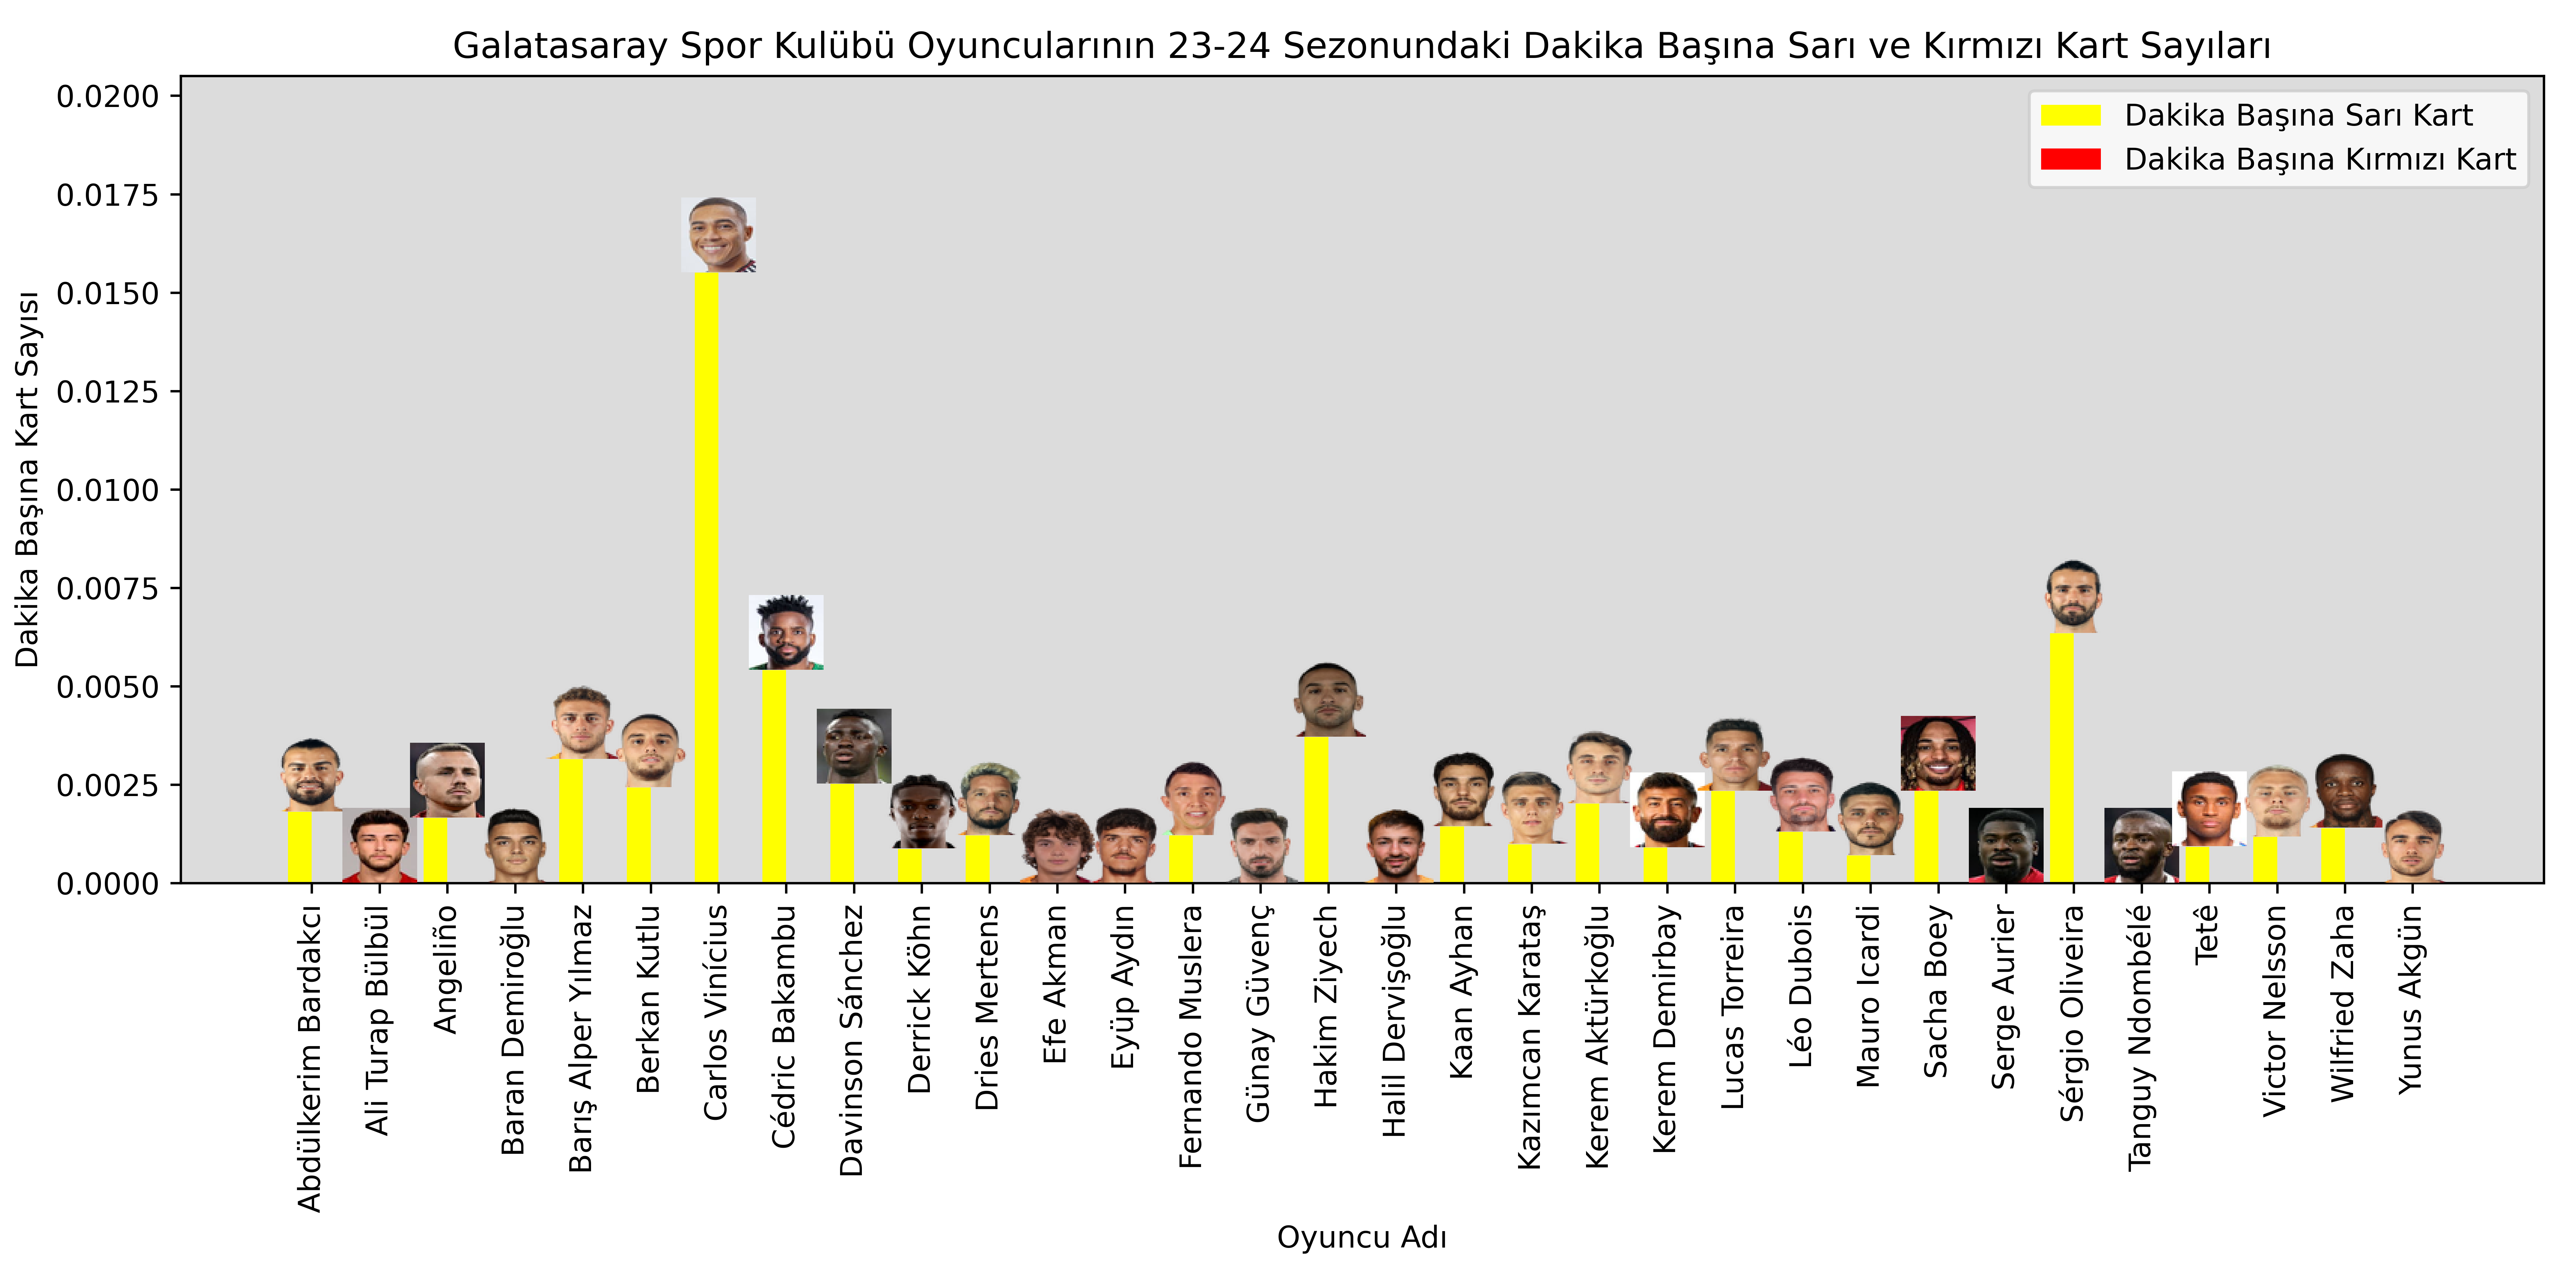 Galatasaray Spor Kulübü Oyuncularının 23-24 Sezonundaki Dakika Başına Sarı ve Kırmızı Kart Sayıları
Dakika Başına Sarı Kart
Dakika Başına Kırmızı Kart
Dakika Başına Kart Sayısı
0.0200
0.0175
0.0150
0.0125
0.0100
0.0075
0.0050
0.0025
0.0000
Abdülkerim Bardakcı
Ali Turap Bülbül
Angeliño
Baran Demiroğlu
Barış Alper Yılmaz
Berkan Kutlu
Carlos Vinícius
Cédric Bakambu
Davinson Sánchez
Derrick Köhn
Dries Mertens
Efe Akman
Eyüp Aydın
Fernando Muslera
Günay Güvenç
Hakim Ziyech
Halil Dervişoğlu
Kaan Ayhan
Kazımcan Karataş
Kerem Aktürkoğlu
Kerem Demirbay
Lucas Torreira
Léo Dubois
Mauro Icardi
Sacha Boey
Serge Aurier
Sérgio Oliveira
Tanguy Ndombélé
Tetê
Victor Nelsson
Wilfried Zaha
Yunus Akgün
Oyuncu Adı